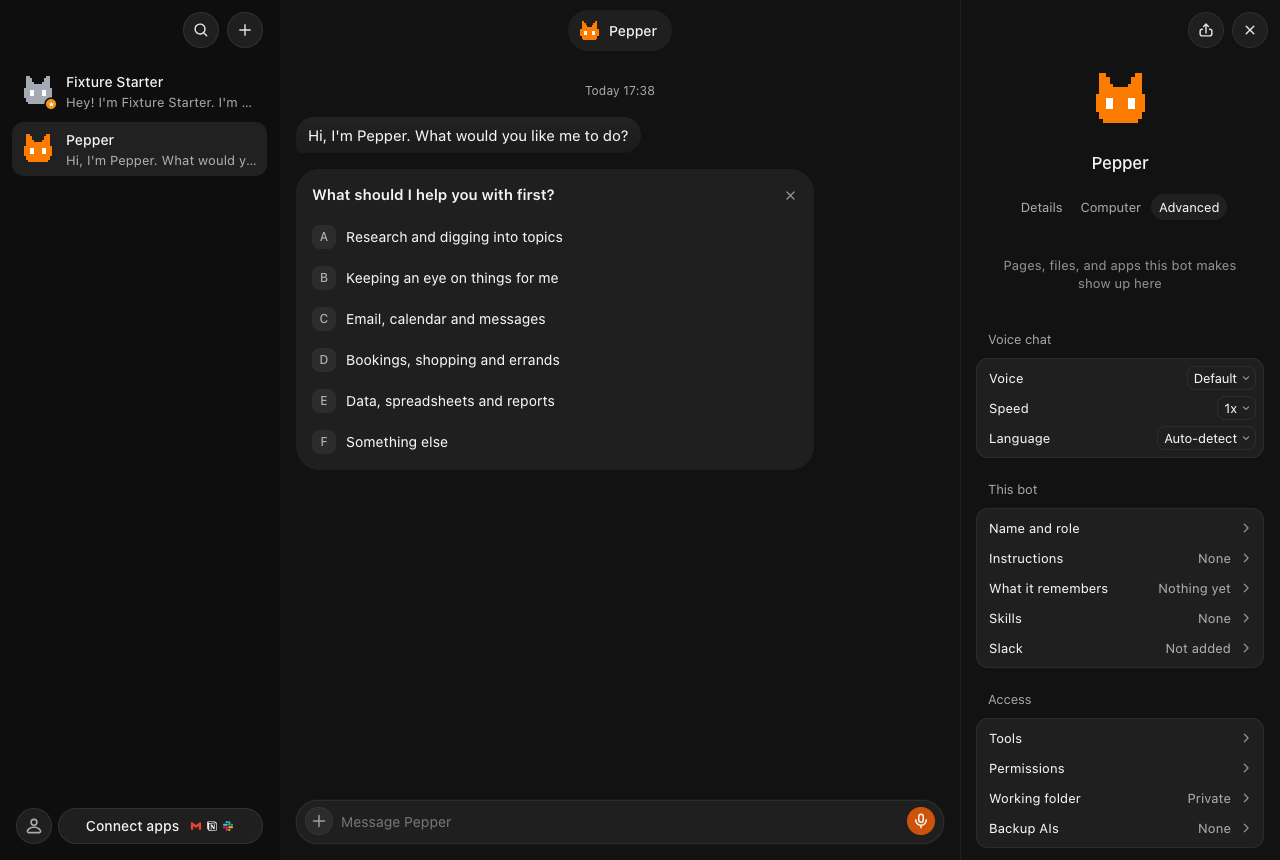 Fixture Starter
Hey! I'm Fixture Starter. I'm ...
Pepper
Hi, I'm Pepper. What would y...
Connect apps
Pepper
Today 17:38
Hi, I'm Pepper. What would you like me to do?
What should I help you with first?
A Research and digging into topics
B Keeping an eye on things for me
C Email, calendar and messages
D Bookings, shopping and errands
E Data, spreadsheets and reports
F Something else
Message Pepper
Pepper
Details Computer Advanced
Pages, files, and apps this bot makes
show up here
Voice chat
Voice Default
Speed 1x
Language Auto-detect
This bot
Name and role
Instructions None
What it remembers Nothing yet
Skills None
Slack Not added
Access
Tools
Permissions
Working folder Private
Backup AIs None